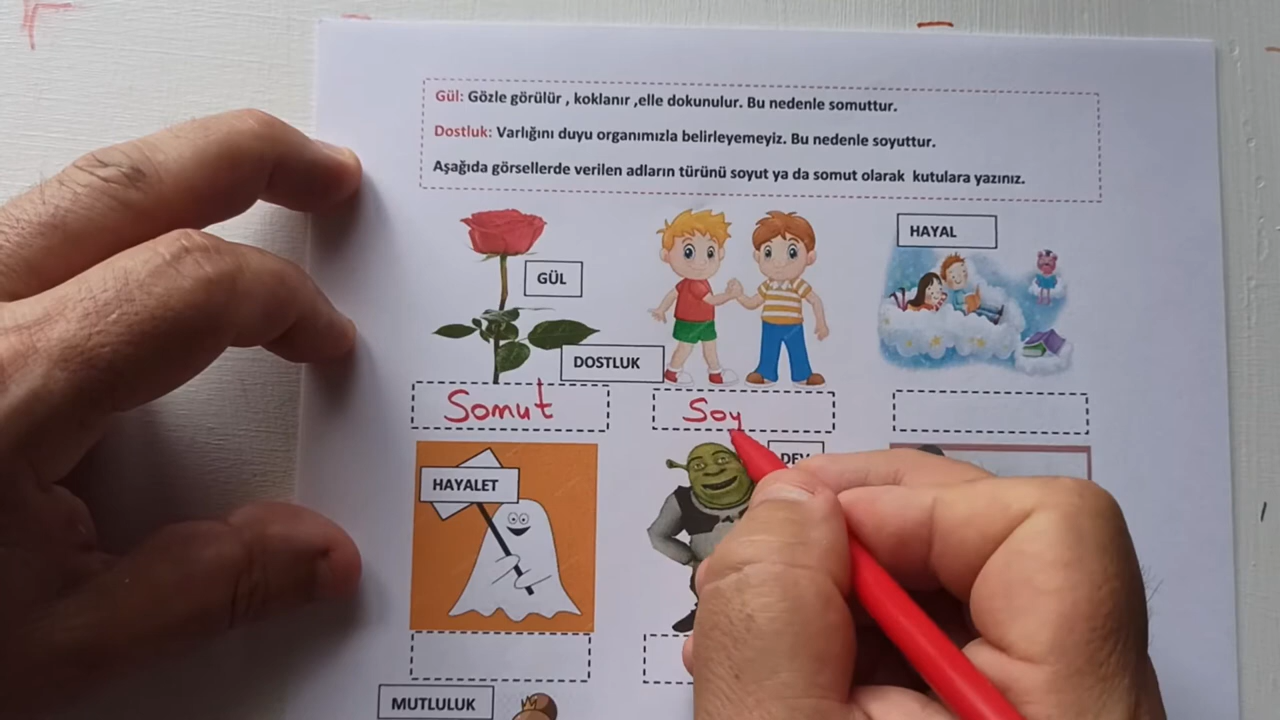 Gül: Gözle görülür , koklanır ,elle dokunulur. Bu nedenle somuttur.
Dostluk: Varlığını duyu organımızla belirleyemeyiz. Bu nedenle soyuttur.
Aşağıda görsellerde verilen adların türünü soyut ya da somut olarak kutulara yazınız.
HAYAL
GÜL
DOSTLUK
Somut
Soy
DEV
HAYALET
MUTLULUK